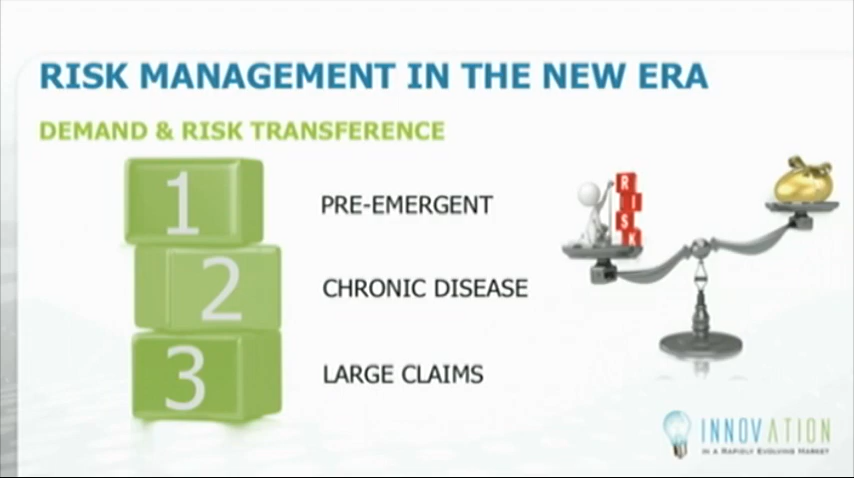 RISK MANAGEMENT IN THE NEW ERA
DEMAND & RISK TRANSFERENCE
1
PRE-EMERGENT
2
CHRONIC DISEASE
3
LARGE CLAIMS
RISK
INNOVATION
IN A RAPIDLY EVOLVING MARKET